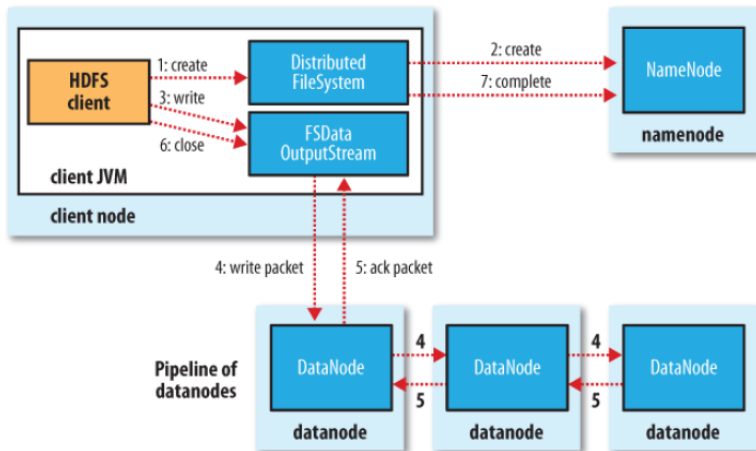 HDFS
client
1: create
3: write
6: close
Distributed
FileSystem
FSData
OutputStream
client JVM
client node
2: create
7: complete
NameNode
namenode
4: write packet
5: ack packet
Pipeline of
datanodes
DataNode
datanode
4
5
DataNode
datanode
4
5
DataNode
datanode